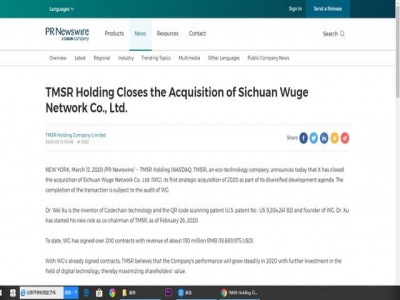 Languages
Sign In
Send a Release
PR Newswire
a CISION company
Products
News
Resources
Contact
Search
Overview
Latest
Regional
Industry
Trending Topics
Multimedia
Other Languages
Public Company News
TMSR Holding Closes the Acquisition of Sichuan Wuge
Network Co., Ltd.
TMSR Holding Company Limited
Share
NEW YORK, March 12, 2020 /PR Newswire/ - TMSR Holding (NASDAQ: TMSR), an eco-technology company, announces today that it has closed
the acquisition of Sichuan Wuge Network Co., Ltd. (WG), its first strategic acquisition of 2020 as part of its diversified development agenda. The
completion of the transaction is subject to the audit of WG.
Dr. Wei Xu is the inventor of Codechain technology and the QR code scanning patent (U.S. patent No. US 9,204,241 B2) and founder of WG. Dr. Xu
has started his new role as co-chairman of TMSR, as of February 20, 2020
To date, WG has signed over 200 contracts with revenue of about 130 million RMB (18,689,975 USD).
With WG's already signed contracts, TMSR believes that the Company's performance will grow steadily in 2020 with further investment in the
field of digital technology, thereby maximizing shareholders' value.
TMSR Holding Cl...